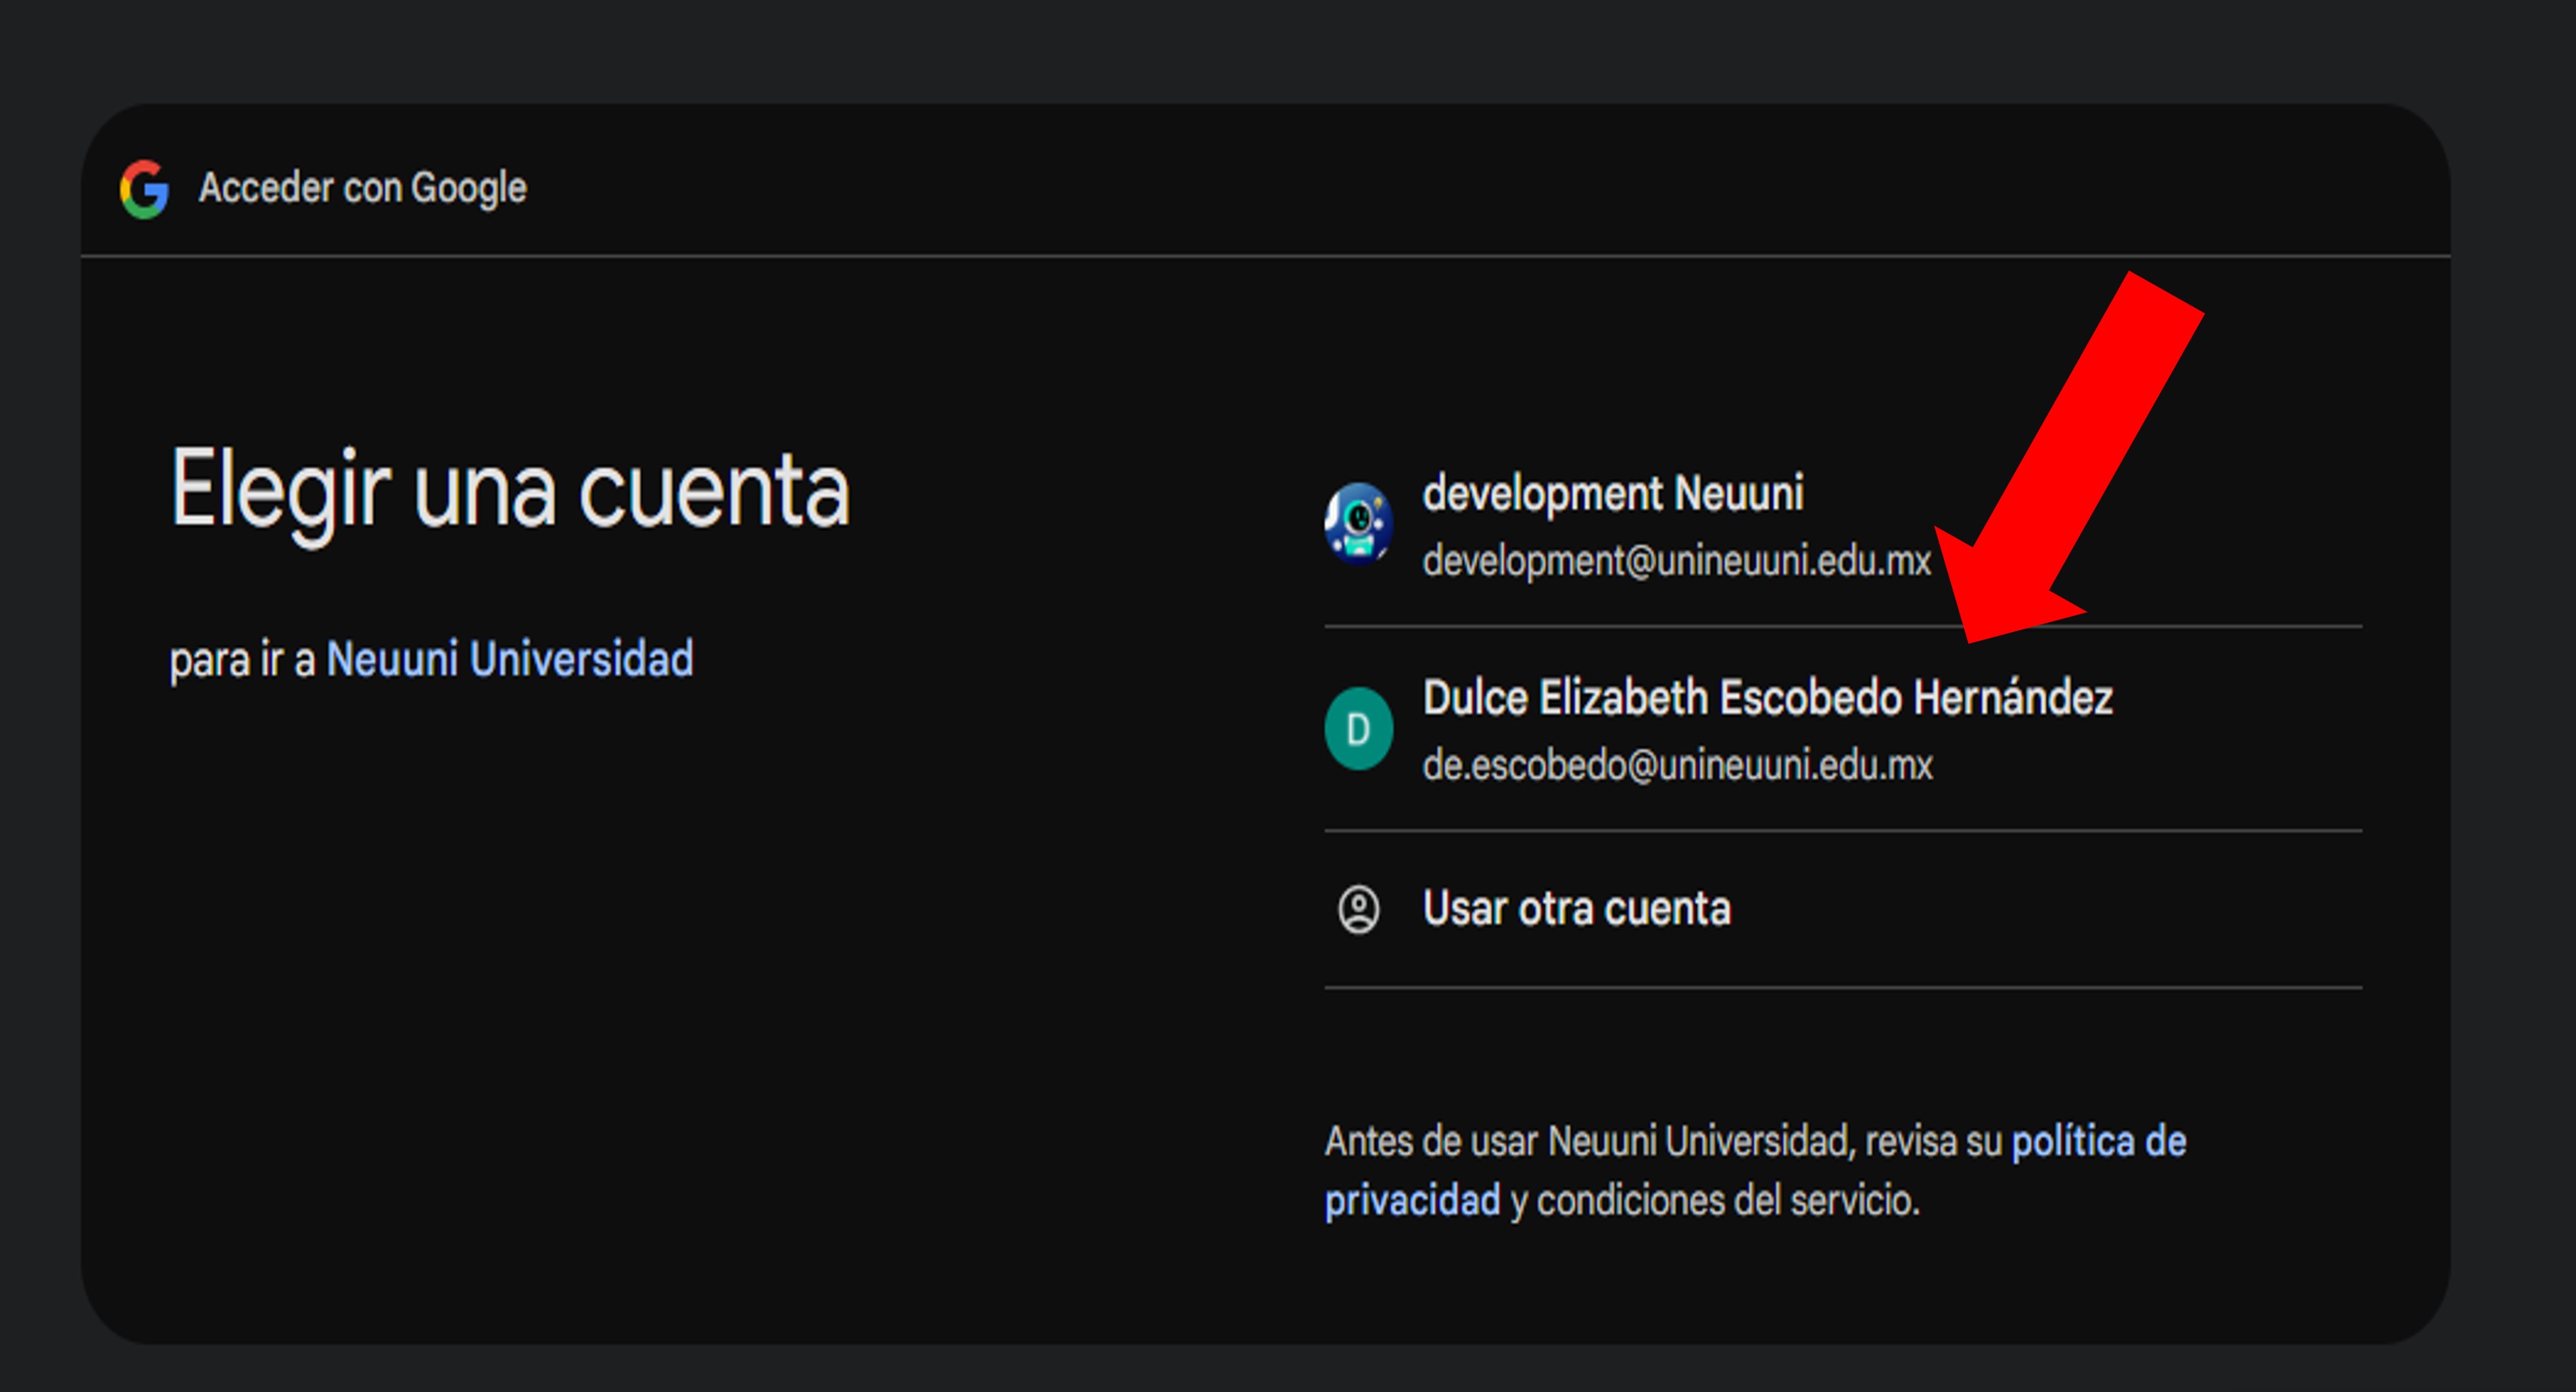 Acceder con Google
Elegir una cuenta
para ir a Neuuni Universidad
development Neuuni
development@unineuuni.edu.mx
D
Dulce Elizabeth Escobedo Hernández
de.escobedo@unineuuni.edu.mx
Usar otra cuenta
Antes de usar Neuuni Universidad, revisa su política de
privacidad y condiciones del servicio.